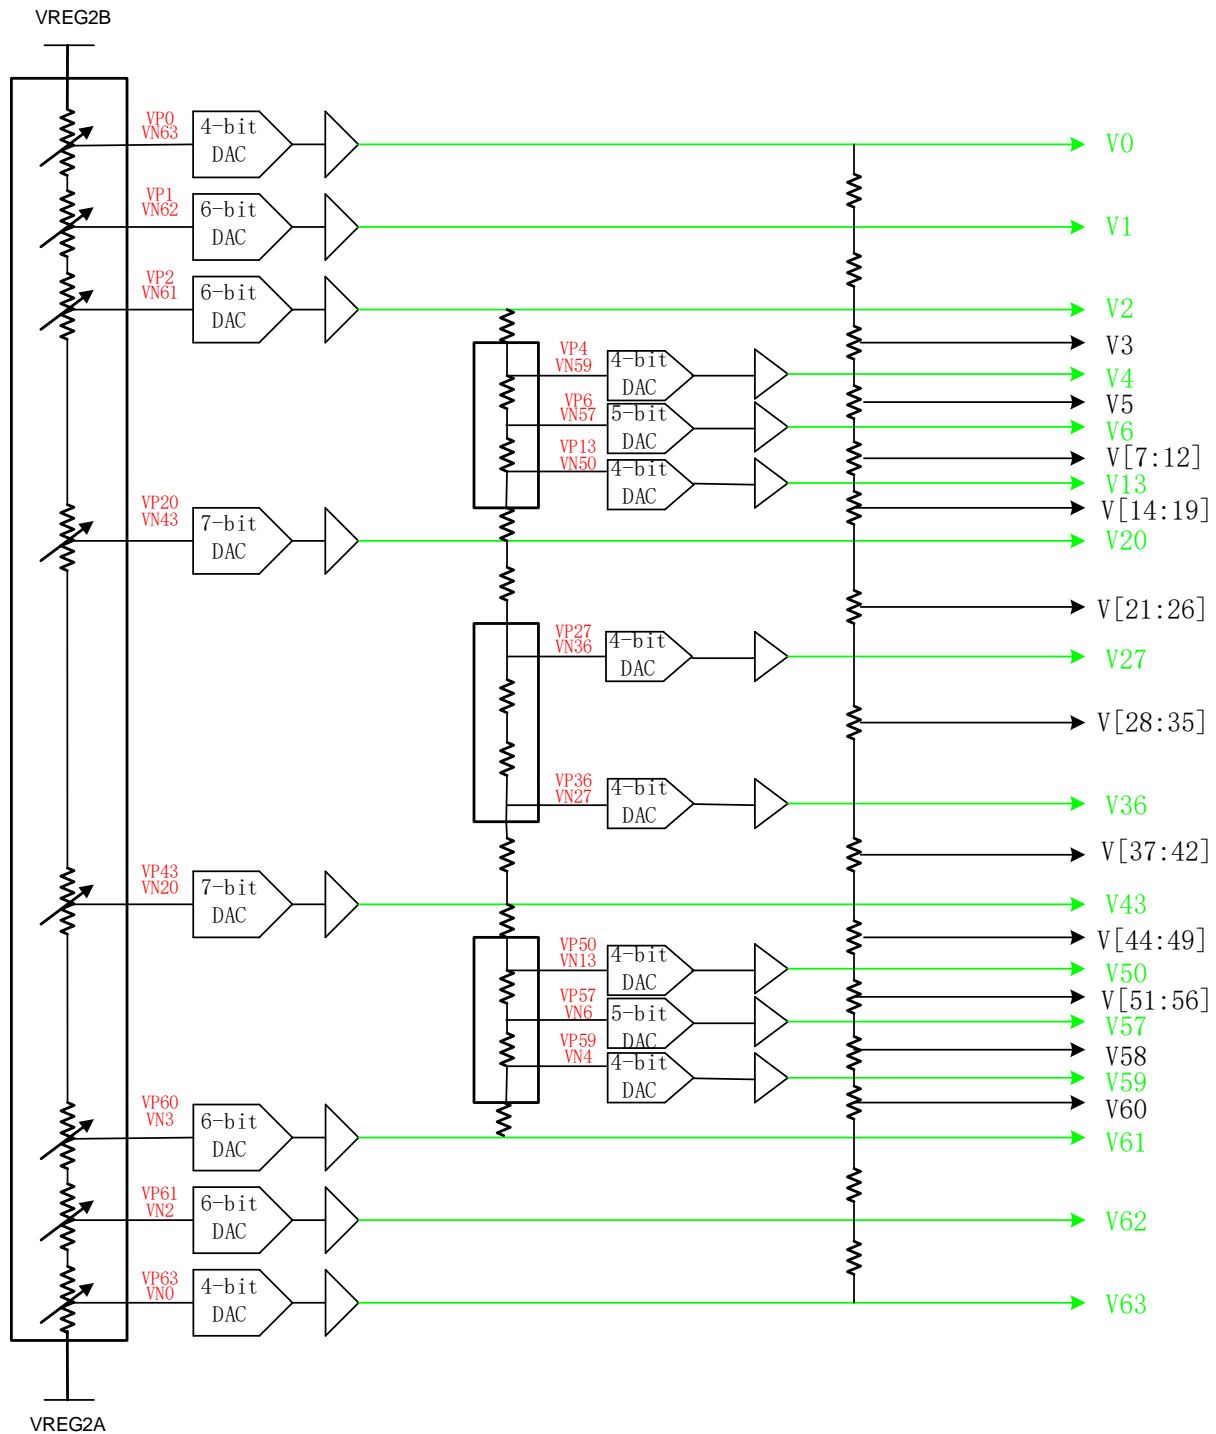 VREG2B
VP0
VN63
4-bit
DAC
V0
VP1
VN62
6-bit
DAC
V1
VP2
VN61
6-bit
DAC
V2
V3
VP4
VN59
4-bit
DAC
V4
V5
VP6
VN57
5-bit
DAC
V6
V[7:12]
VP13
VN50
4-bit
DAC
V13
V[14:19]
VP20
VN43
7-bit
DAC
V20
V[21:26]
VP27
VN36
4-bit
DAC
V27
V[28:35]
VP36
VN27
4-bit
DAC
V36
V[37:42]
VP43
VN20
7-bit
DAC
V43
V[44:49]
VP50
VN13
4-bit
DAC
V50
V[51:56]
VP57
VN6
5-bit
DAC
V57
V58
VP59
VN4
4-bit
DAC
V59
V60
VP60
VN3
6-bit
DAC
V61
VP61
VN2
6-bit
DAC
V62
VP63
VN0
4-bit
DAC
V63
VREG2A